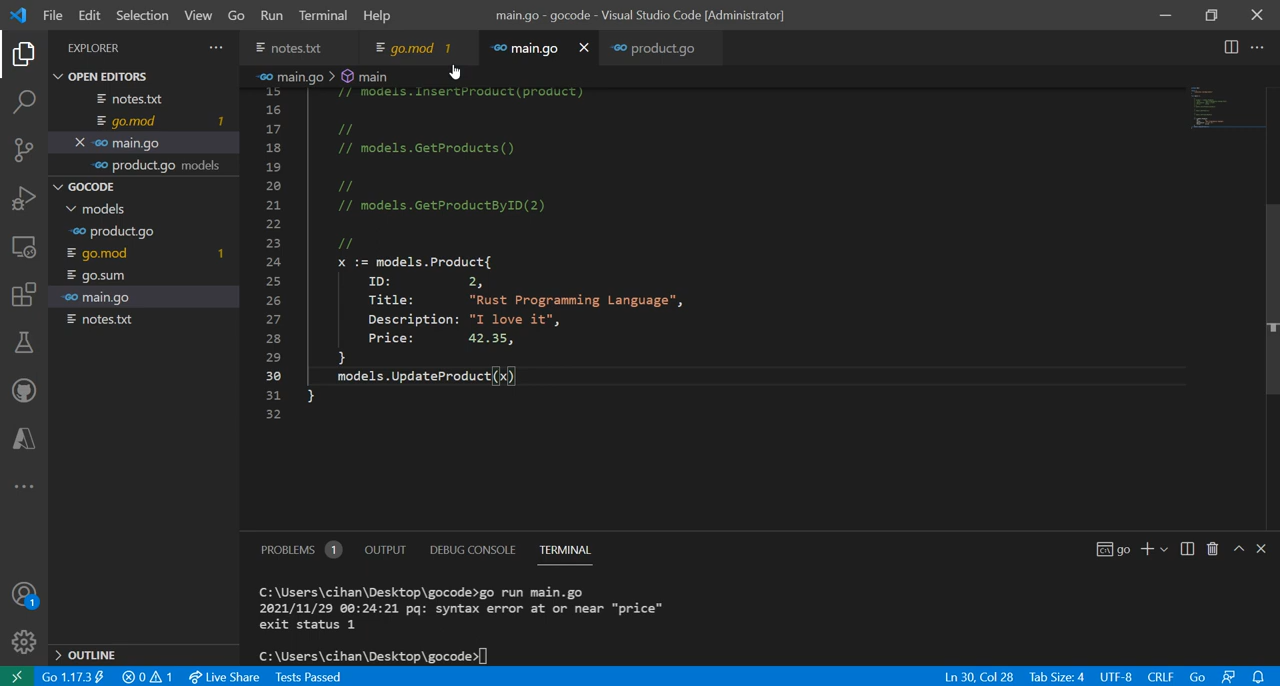 File Edit Selection View Go Run Terminal Help
main.go - gocode - Visual Studio Code [Administrator]
EXPLORER
OPEN EDITORS
notes.txt
go.mod 1
main.go
product.go models
GOCODE
models
product.go
go.mod 1
go.sum
main.go
notes.txt
OUTLINE
notes.txt go.mod 1 main.go product.go
main.go > main
15 // models.InsertProduct(product)
16
17 //
18 // models.GetProducts()
19
20 //
21 // models.GetProductByID(2)
22
23 //
24 x := models.Product{
25 ID: 2,
26 Title: "Rust Programming Language",
27 Description: "I love it",
28 Price: 42.35,
29 }
30 models.UpdateProduct(x)
31 }
32
PROBLEMS 1 OUTPUT DEBUG CONSOLE TERMINAL
go
C:\Users\cihan\Desktop\gocode>go run main.go
2021/11/29 00:24:21 pq: syntax error at or near "price"
exit status 1
C:\Users\cihan\Desktop\gocode>
1
Go 1.17.3 0 1 Live Share Tests Passed
Ln 30, Col 28 Tab Size: 4 UTF-8 CRLF Go